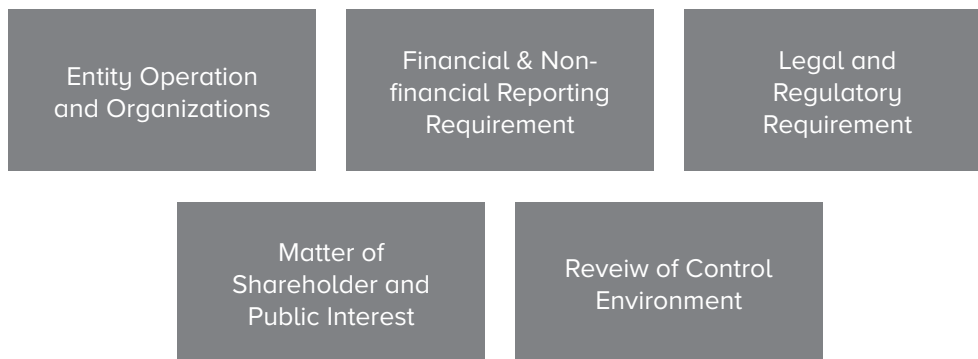 Entity Operation
and Organizations
Financial & Non-
financial Reporting
Requirement
Legal and
Regulatory
Requirement
Matter of
Shareholder and
Public Interest
Reveiw of Control
Environment